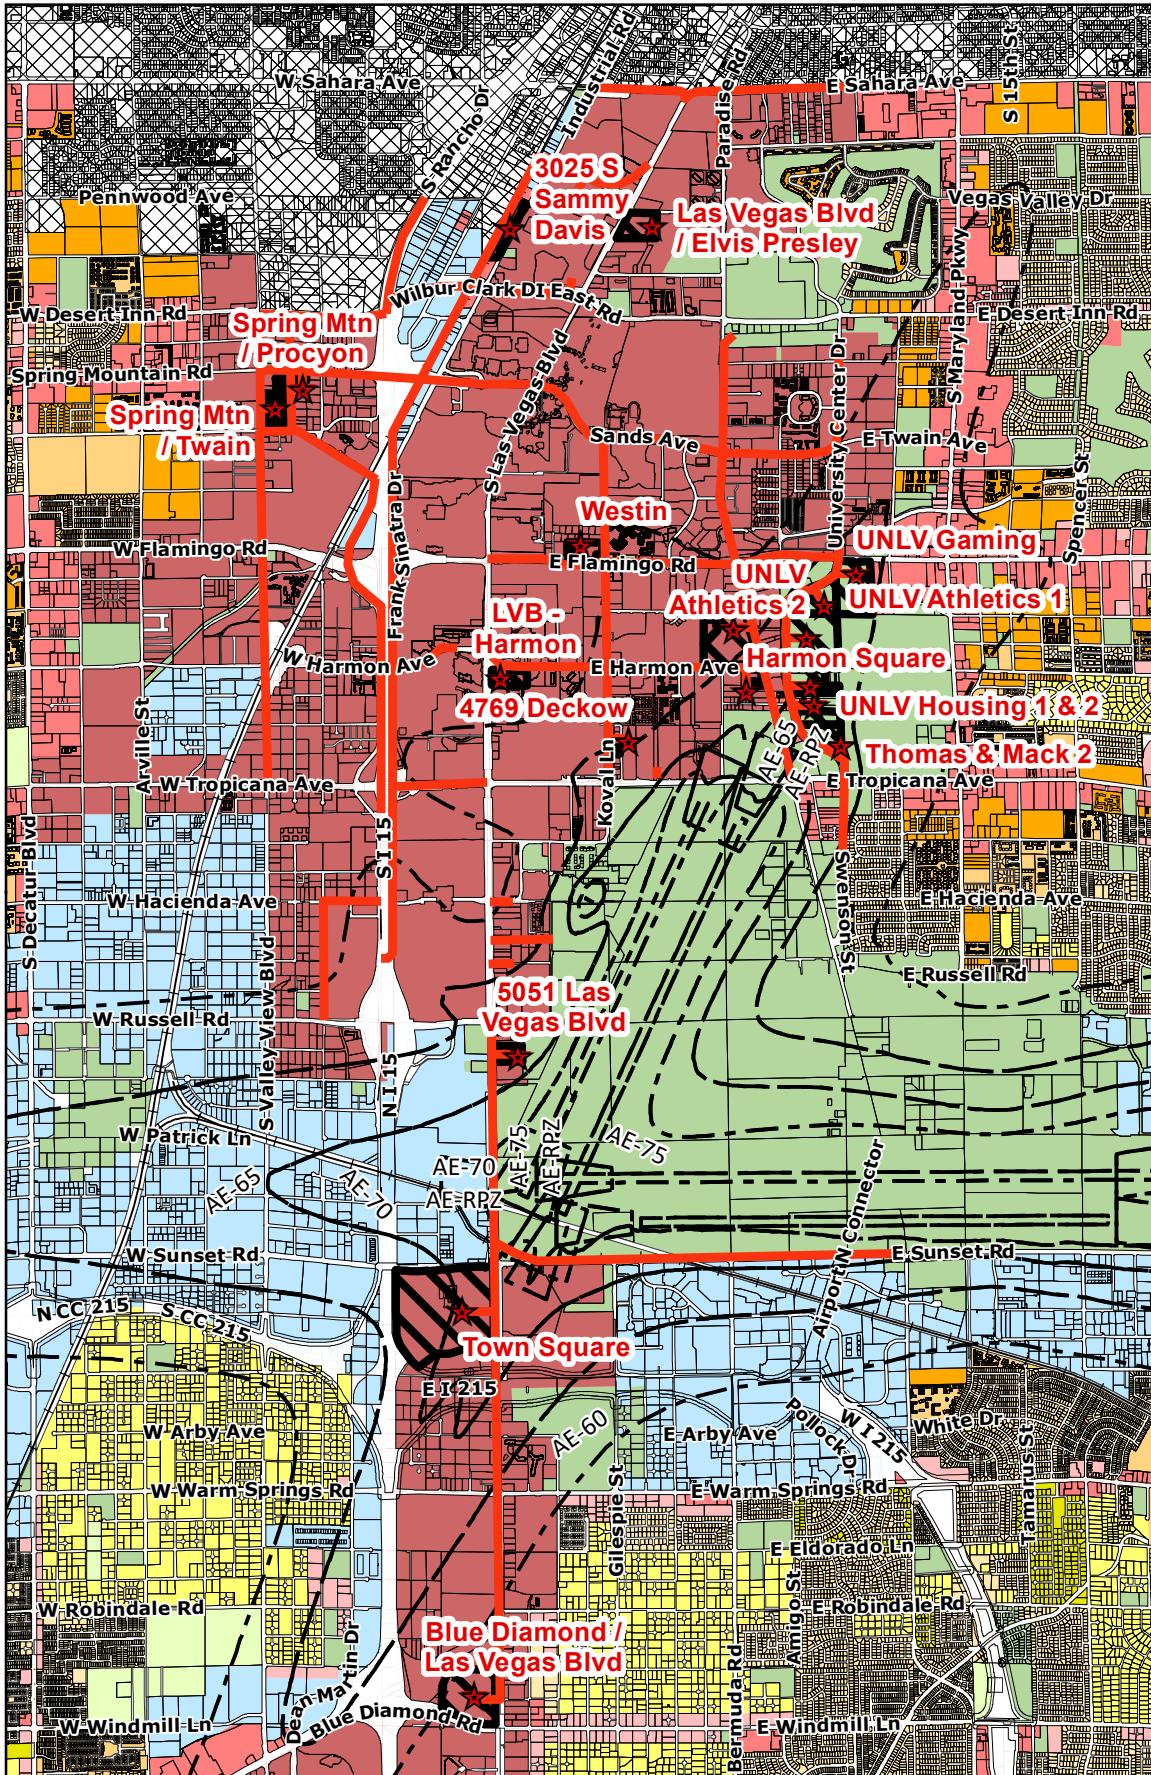 W Sahara Ave
S Rancho Dr
Industrial Rd
Paradise Rd
E Sahara Ave
S 15th St
Pennwood Ave
3025 S
Sammy
Davis
Las Vegas Blvd
/ Elvis Presley
Vegas Valley Dr
S Maryland Pkwy
W Desert Inn Rd
Wilbur Clark DI East Rd
E Desert Inn Rd
Spring Mtn
/ Procyon
Spring Mountain Rd
Spring Mtn
/ Twain
S Las Vegas Blvd
Sands Ave
University Center Dr
E Twain Ave
Spencer St
Frank Sinatra Dr
Westin
W Flamingo Rd
E Flamingo Rd
UNLV Gaming
UNLV
Athletics 2
UNLV Athletics 1
LVB -
Harmon
W Harmon Ave
E Harmon Ave
Harmon Square
4769 Deckow
UNLV Housing 1 & 2
Thomas & Mack 2
Arville St
W Tropicana Ave
Koval Ln
AE-65
AE-RPZ
E Tropicana Ave
S Decatur Blvd
S I 15
Swenson St
W Hacienda Ave
E Hacienda Ave
S Valley View Blvd
E Russell Rd
5051 Las
Vegas Blvd
W Russell Rd
N I 15
W Patrick Ln
AE-65
AE-70
AE-70
AE-RPZ
AE-75
AE-RPZ
AE-75
Airport N Connector
W Sunset Rd
E Sunset Rd
N CC 215
S CC 215
Town Square
E I 215
W Arby Ave
AE-60
E Arby Ave
Pollock Dr
W I 215
White Dr
Tamarus St
W Warm Springs Rd
E Warm Springs Rd
Gilespie St
E Eldorado Ln
W Robindale Rd
Amigo St
E Robindale Rd
Blue Diamond /
Las Vegas Blvd
Dean Martin Dr
Blue Diamond Rd
W Windmill Ln
Bermuda Rd
E Windmill Ln